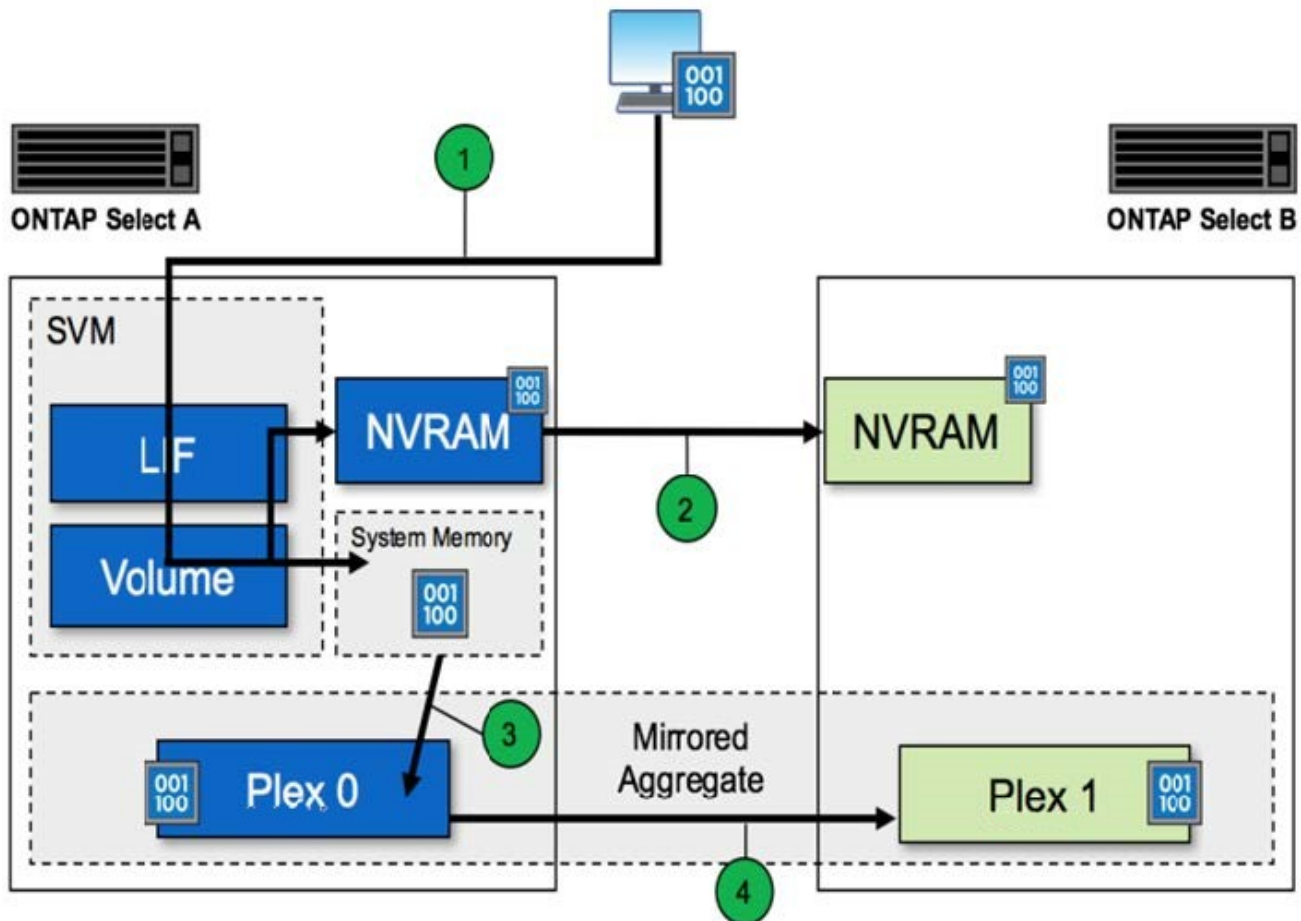 001
100
1
ONTAP Select A
ONTAP Select B
SVM
LIF
Volume
NVRAM
001
100
2
NVRAM
001
100
System Memory
001
100
3
Mirrored
Aggregate
001
100
Plex 0
Plex 1
001
100
4